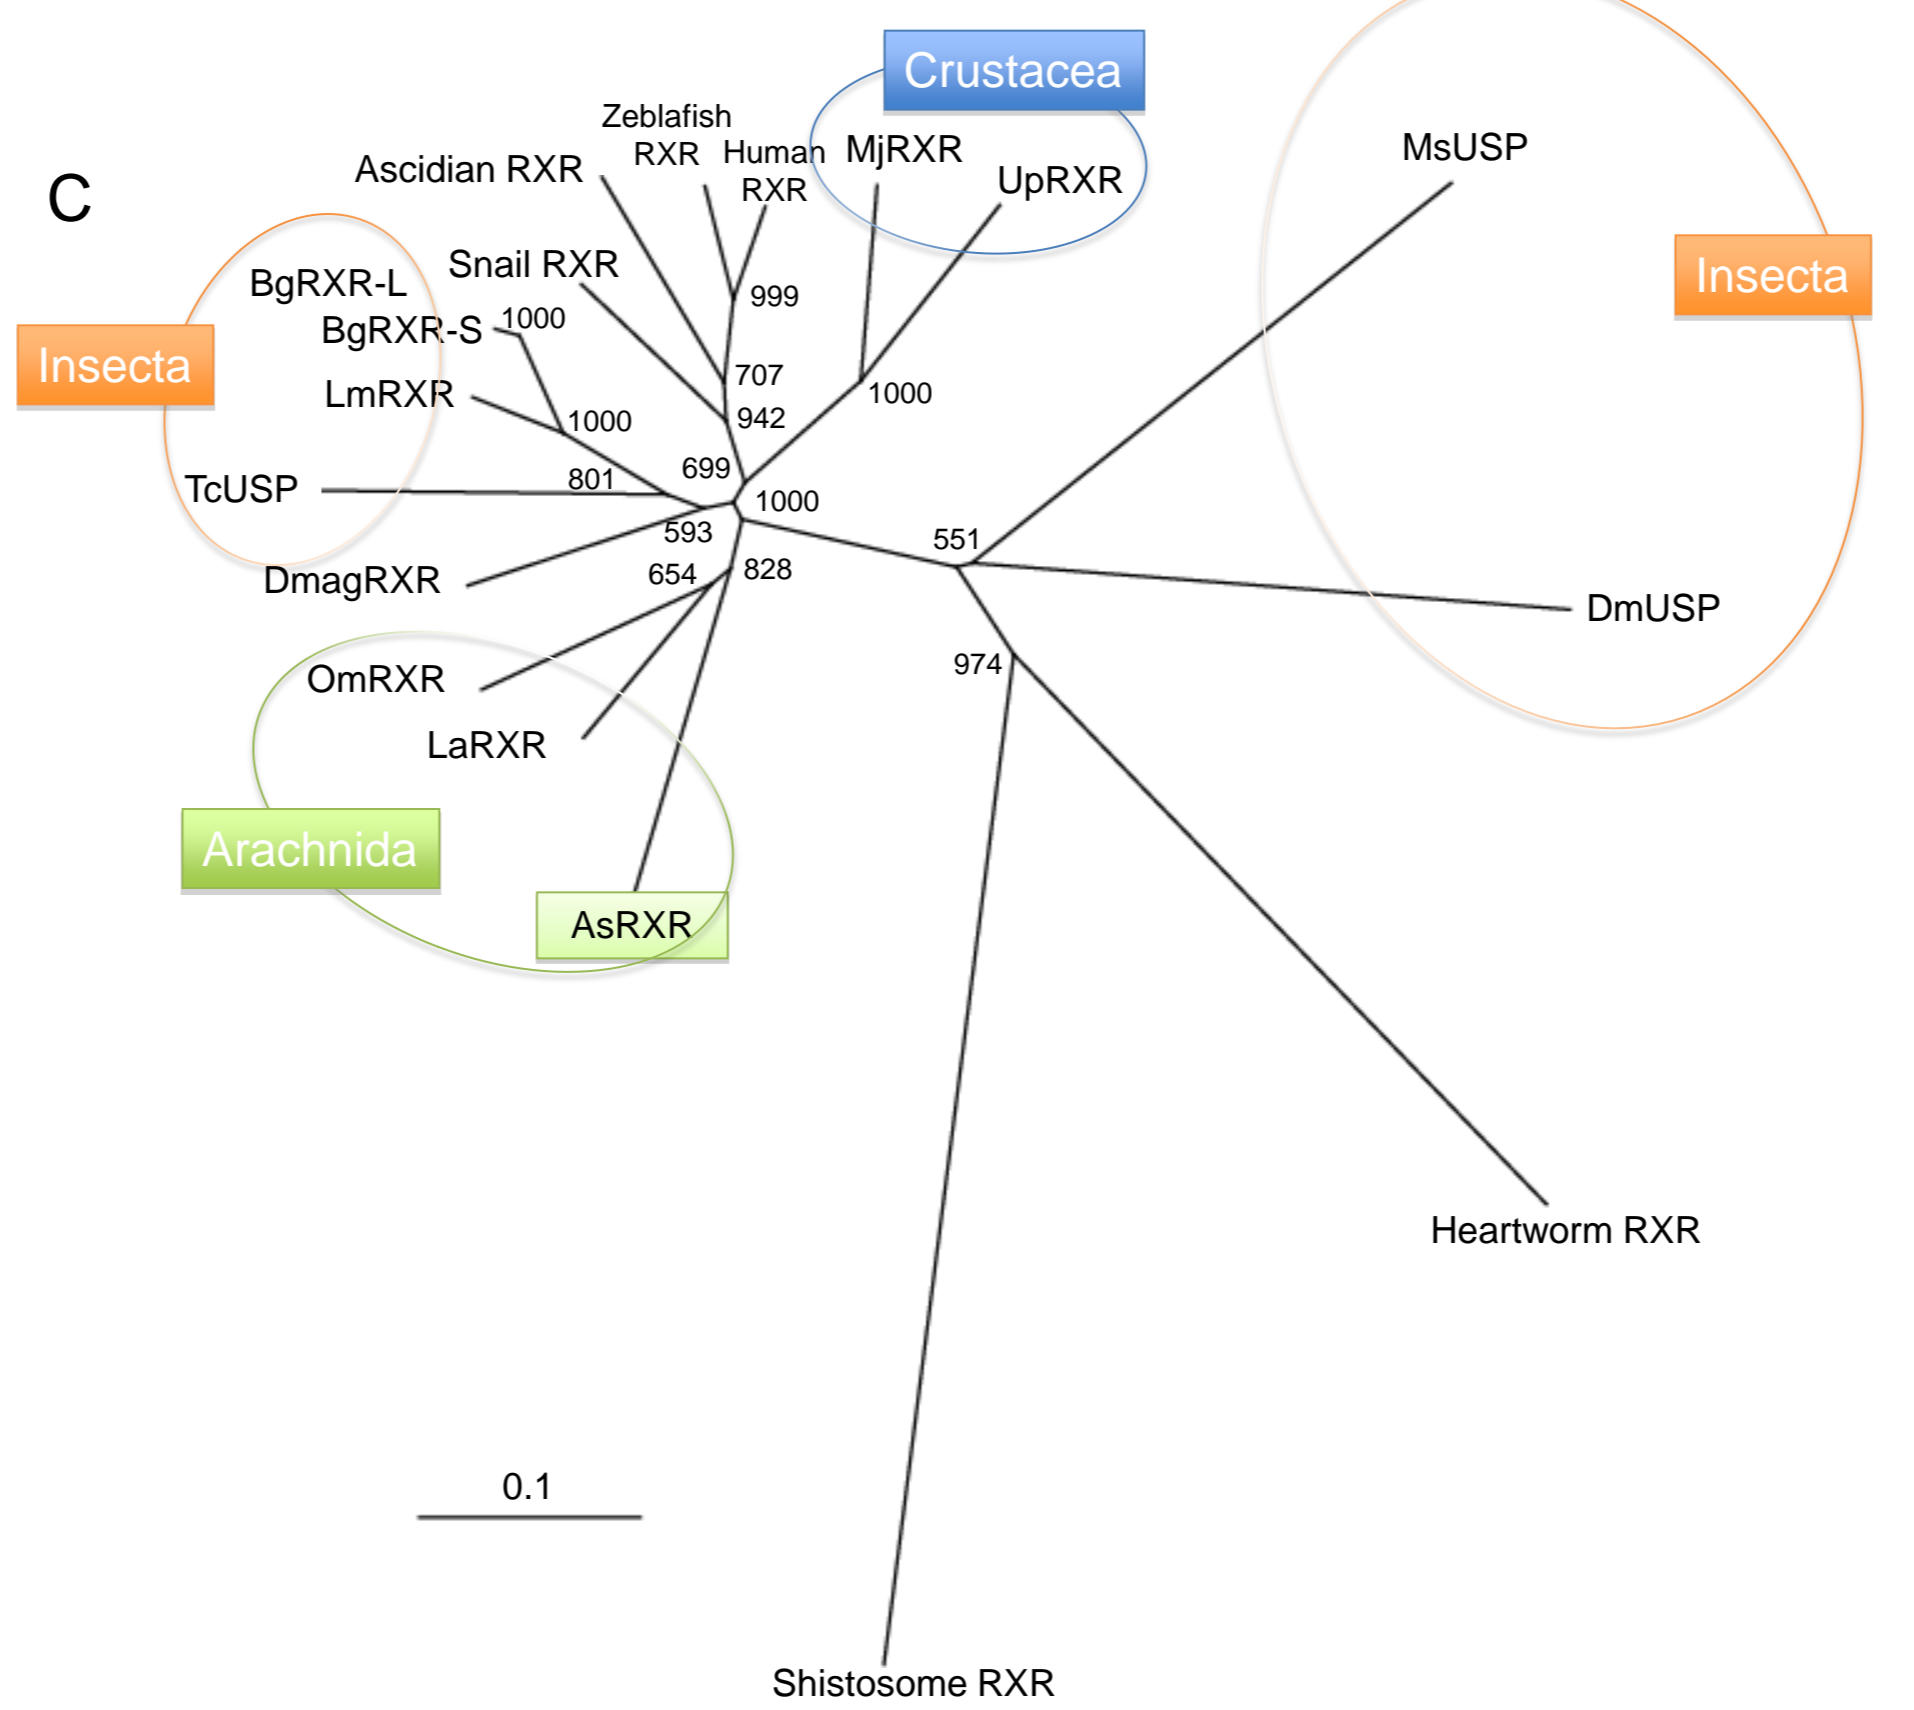 C
Crustacea
Zeblafish
RXR
Human
RXR
MjRXR
UpRXR
MsUSP
Ascidian RXR
Snail RXR
Insecta
BgRXR-L
BgRXR-S
1000
999
Insecta
LmRXR
1000
707
942
1000
TcUSP
801
699
1000
593
551
DmagRXR
654
828
DmUSP
974
OmRXR
LaRXR
Arachnida
AsRXR
Heartworm RXR
0.1
Shistosome RXR